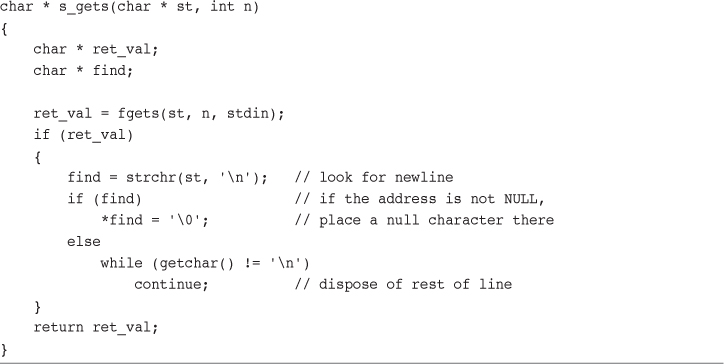 char * s_gets(char * st, int n)
{
    char * ret_val;
    char * find;

    ret_val = fgets(st, n, stdin);
    if (ret_val)
    {
        find = strchr(st, '\n');   // look for newline
        if (find)                  // if the address is not NULL,
            *find = '\0';          // place a null character there
        else
            while (getchar() != '\n')
                continue;          // dispose of rest of line
    }
    return ret_val;
}